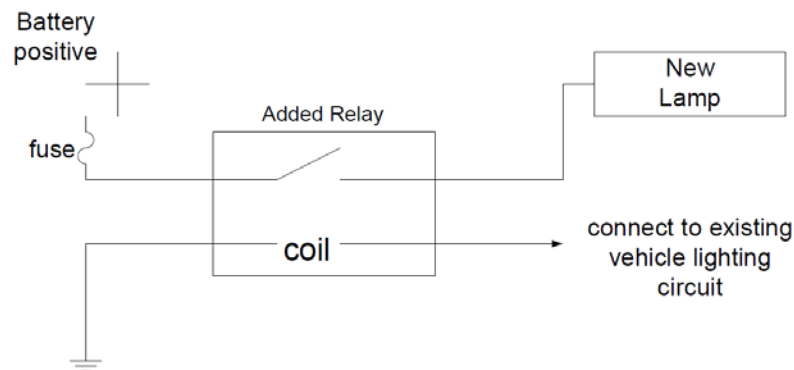 Battery
positive
fuse
Added Relay
coil
New
Lamp
connect to existing
vehicle lighting
circuit